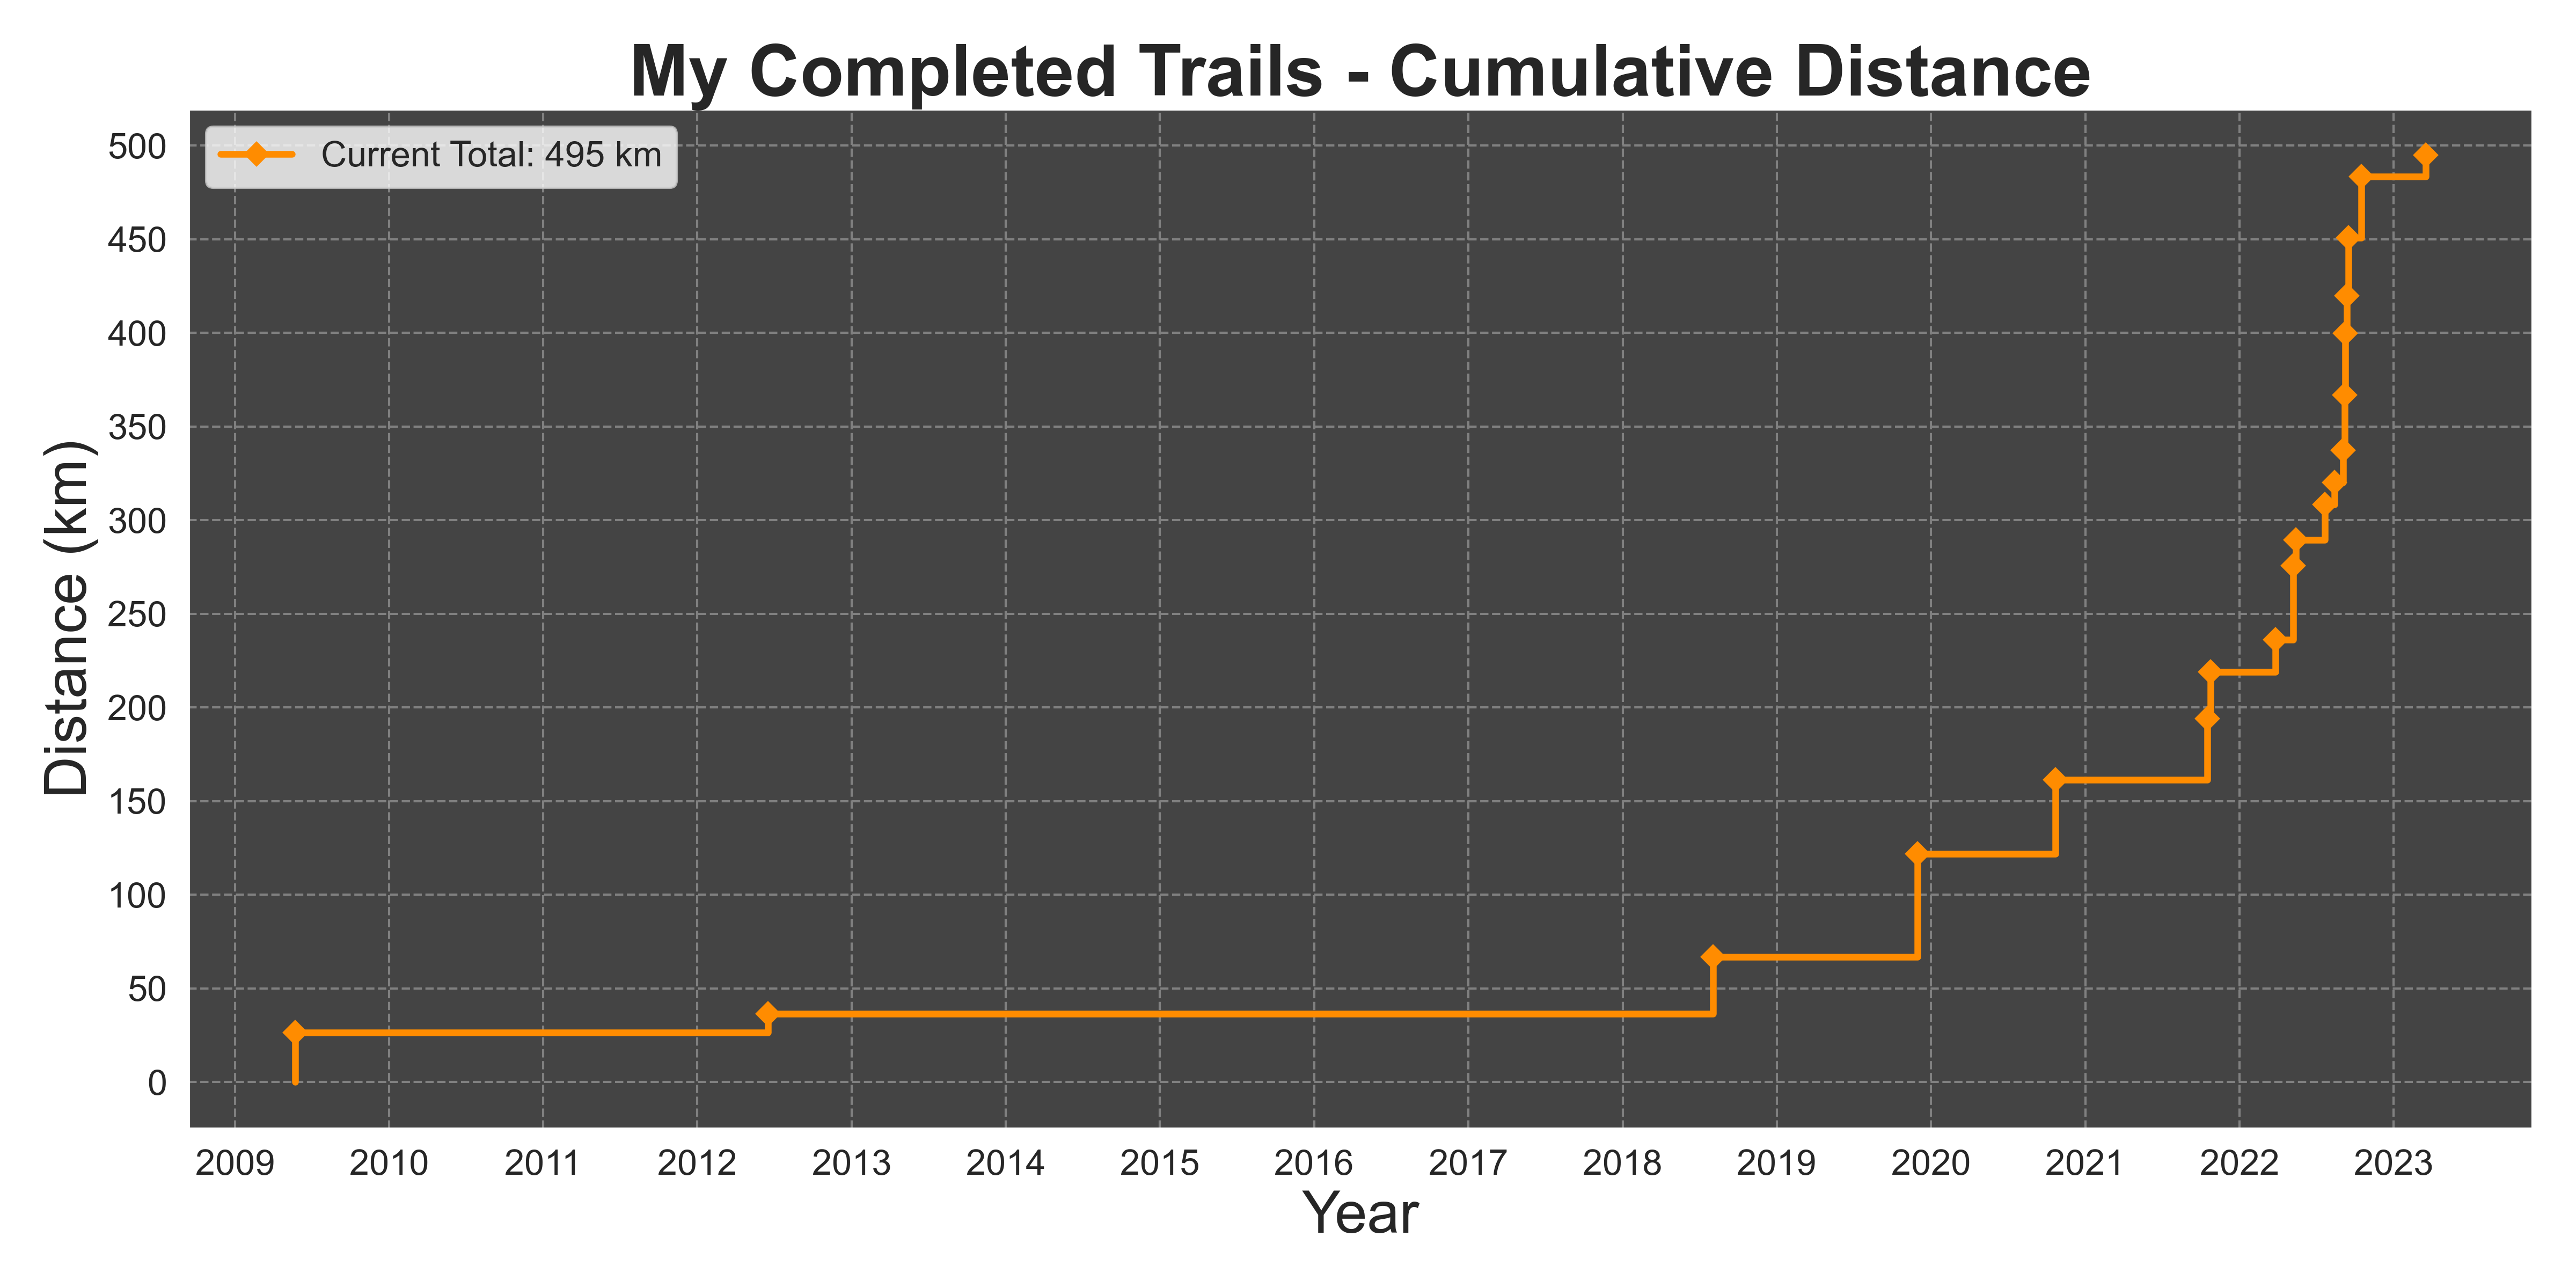 My Completed Trails - Cumulative Distance
Current Total: 495 km
Distance (km)
500
450
400
350
300
250
200
150
100
50
0
2009 2010 2011 2012 2013 2014 2015 2016 2017 2018 2019 2020 2021 2022 2023
Year